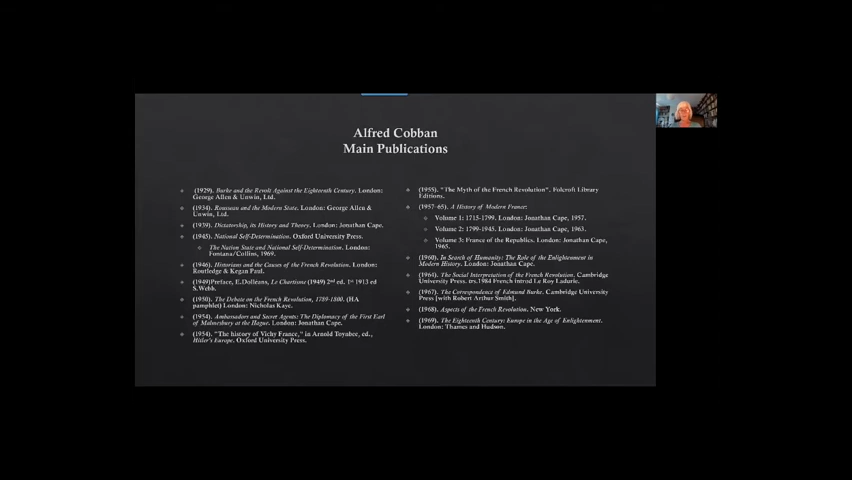 Alfred Cobban
Main Publications
(1929). Burke and the Revolt Against the Eighteenth Century. London:
George Allen & Unwin, Ltd.
(1934). Rousseau and the Modern State. London: George Allen &
Unwin, Ltd.
(1939). Dictatorship, its History and Theory. London: Jonathan Cape.
(1945). National Self-Determination. Oxford University Press.
The Nation State and National Self-Determination. London:
Fontana/Collins, 1969.
(1946). Historians and the Causes of the French Revolution. London:
Routledge & Kegan Paul.
(1949)Preface, E.Dolléans, Le Chartisme (1949) 2nd ed., 1st 1913 ed
S.Webb.
(1950). The Debate on the French Revolution, 1789-1800. (HA
pamphlet) London: Nicholas Kaye.
(1954). Ambassadors and Secret Agents: The Diplomacy of the First Earl
of Malmesbury at the Hague. London: Jonathan Cape.
(1954). "The history of Vichy France," in Arnold Toynbee, ed.,
Hitler's Europe. Oxford University Press.
(1955). "The Myth of the French Revolution". Folcroft Library
Editions.
(1957-65). A History of Modern France:
Volume 1: 1715-1799. London: Jonathan Cape, 1957.
Volume 2: 1799-1945. London: Jonathan Cape, 1963.
Volume 3: France of the Republics. London: Jonathan Cape,
1965.
(1960). In Search of Humanity: The Role of the Enlightenment in
Modern History. London: Jonathan Cape.
(1964). The Social Interpretation of the French Revolution. Cambridge
University Press. trs.1984 French introd Le Roy Ladurie.
(1967). The Correspondence of Edmund Burke. Cambridge University
Press [with Robert Arthur Smith].
(1968). Aspects of the French Revolution. New York.
(1969). The Eighteenth Century: Europe in the Age of Enlightenment.
London: Thames and Hudson.